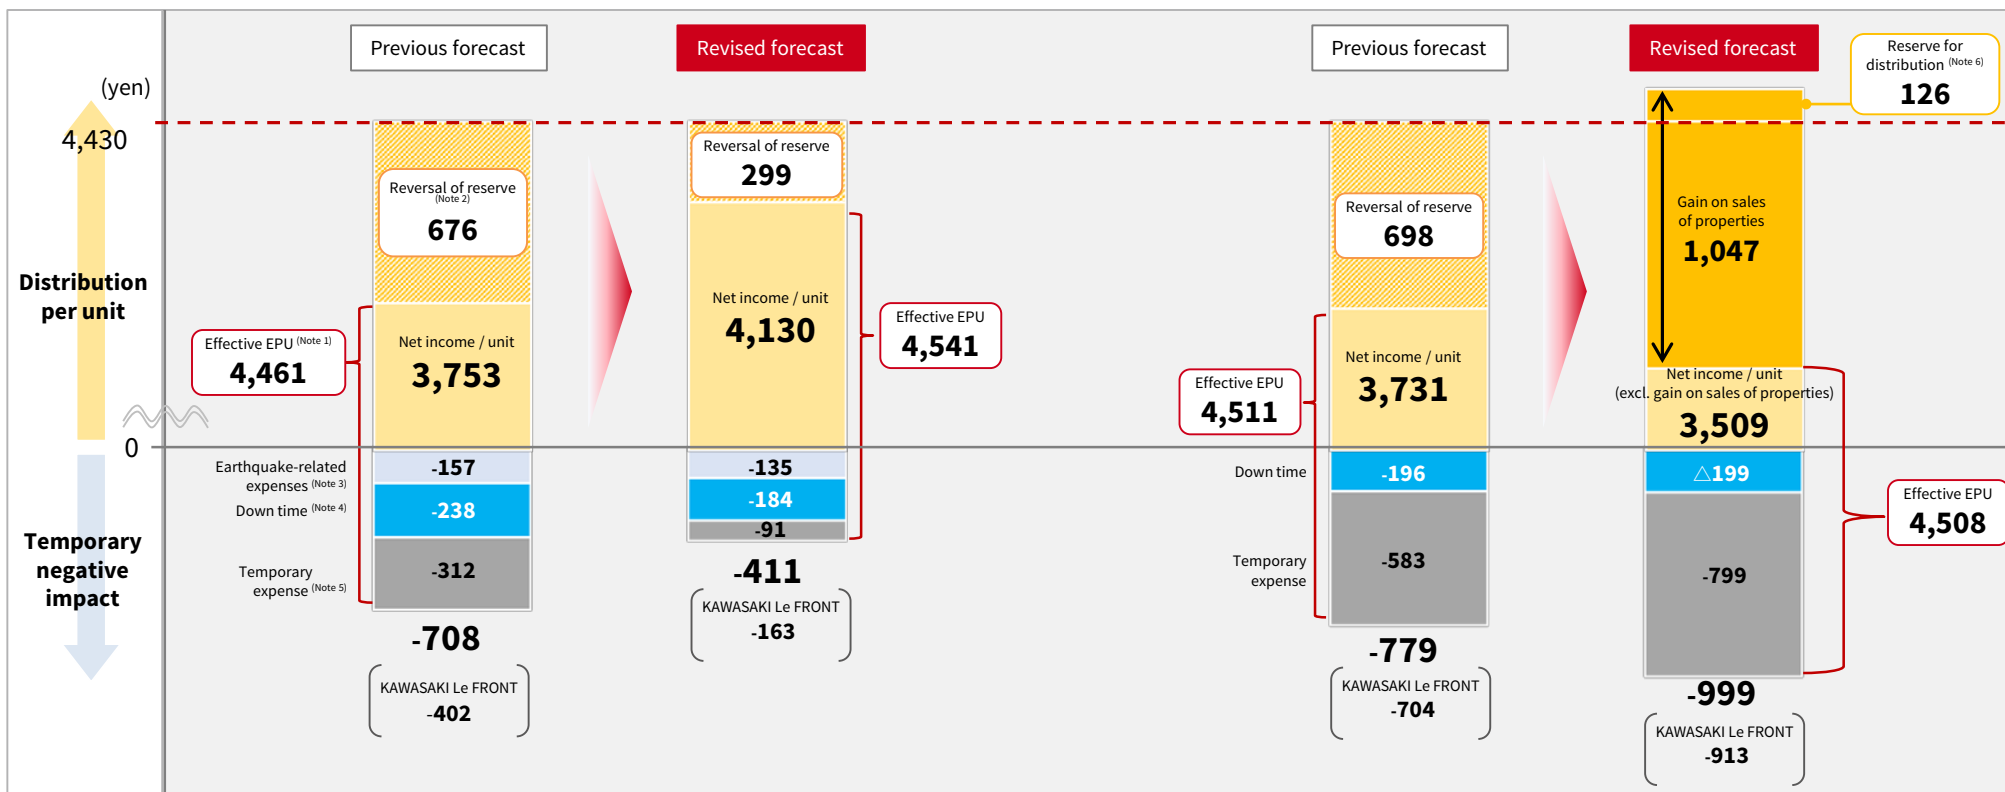 Previous forecast
Revised forecast
Previous forecast
Revised forecast
Reserve for
distribution (Note 6)
126
(yen)
4,430
0
Distribution
per unit
Temporary
negative
impact
Reversal of reserve
(Note 2)
676
Effective EPU (Note 1)
4,461
Net income / unit
3,753
Earthquake-related
expenses (Note 3)
-157
Down time (Note 4)
-238
Temporary
expense (Note 5)
-312
-708
KAWASAKI Le FRONT
-402
Reversal of reserve
299
Net income / unit
4,130
Effective EPU
4,541
-135
-184
-91
-411
KAWASAKI Le FRONT
-163
Reversal of reserve
698
Effective EPU
4,511
Net income / unit
3,731
Down time
-196
Temporary
expense
-583
-779
KAWASAKI Le FRONT
-704
Gain on sales
of properties
1,047
Net income / unit
(excl. gain on sales of properties)
3,509
△199
-799
Effective EPU
4,508
-999
KAWASAKI Le FRONT
-913